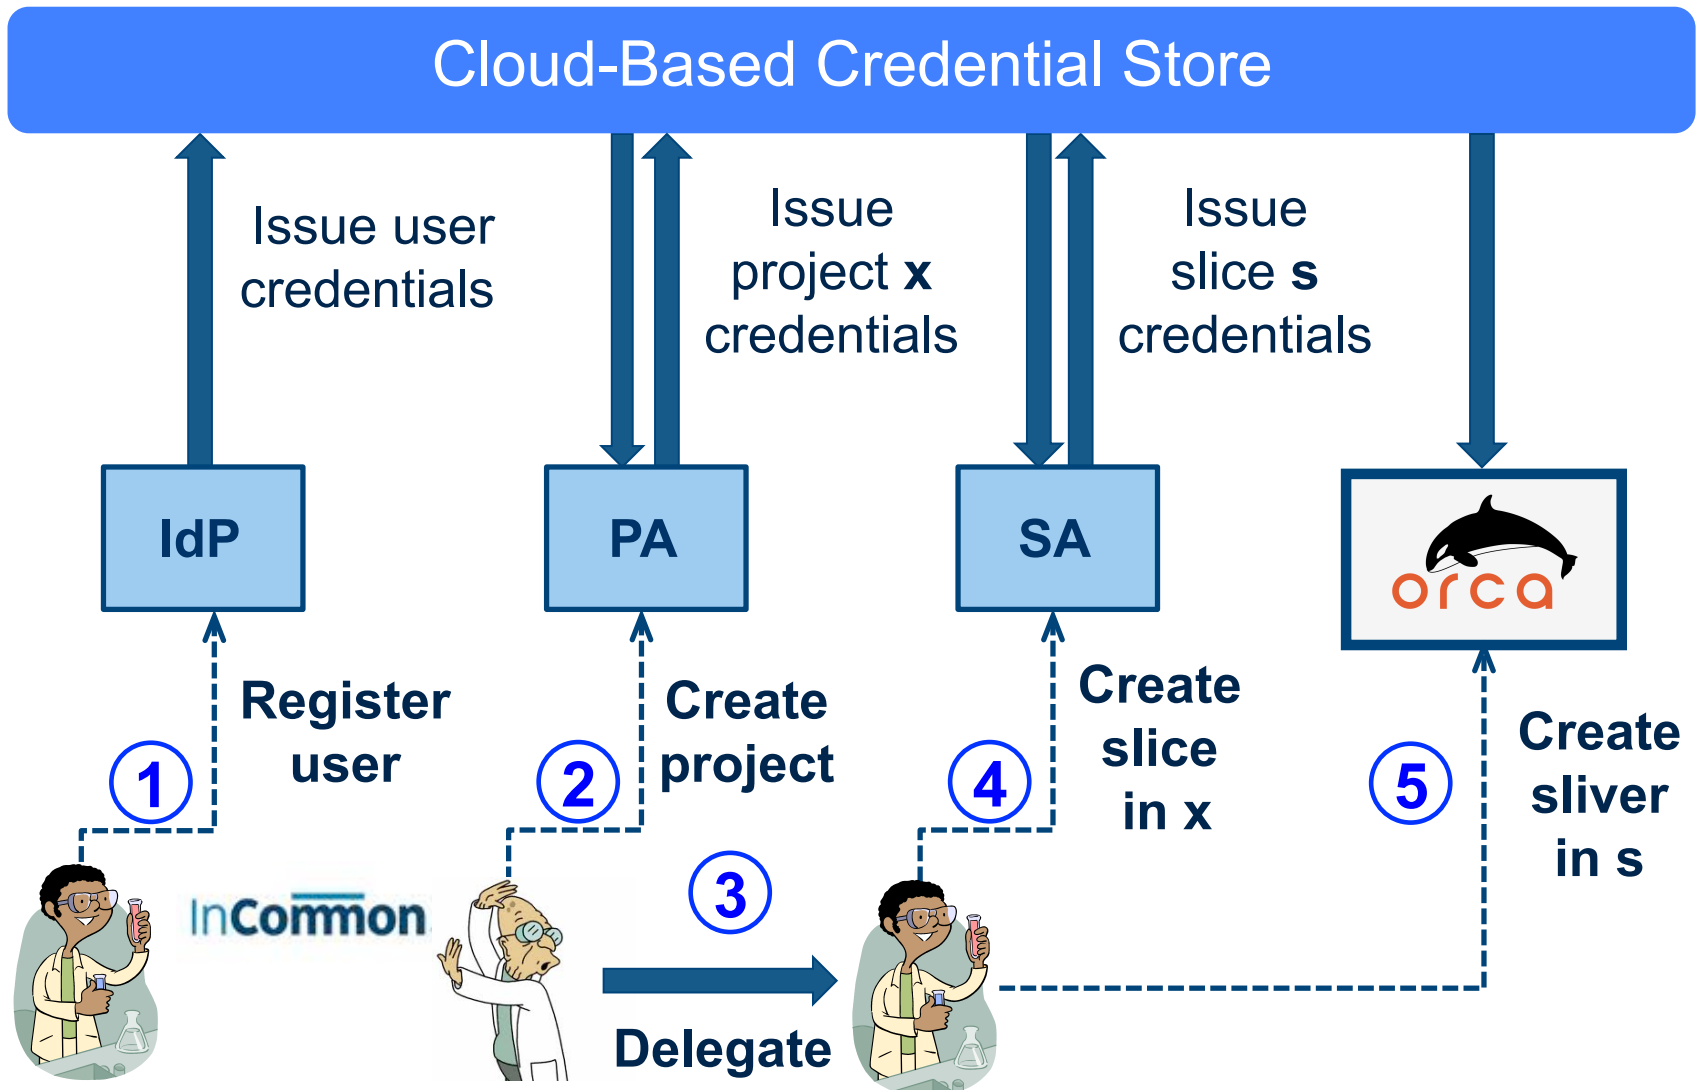 Cloud-Based Credential Store
Issue user
credentials
Issue
project x
credentials
Issue
slice s
credentials
IdP
PA
SA
orca
Register
user
1
Create
project
2
Create
slice
in x
4
Create
sliver
in s
5
3
InCommon
Delegate